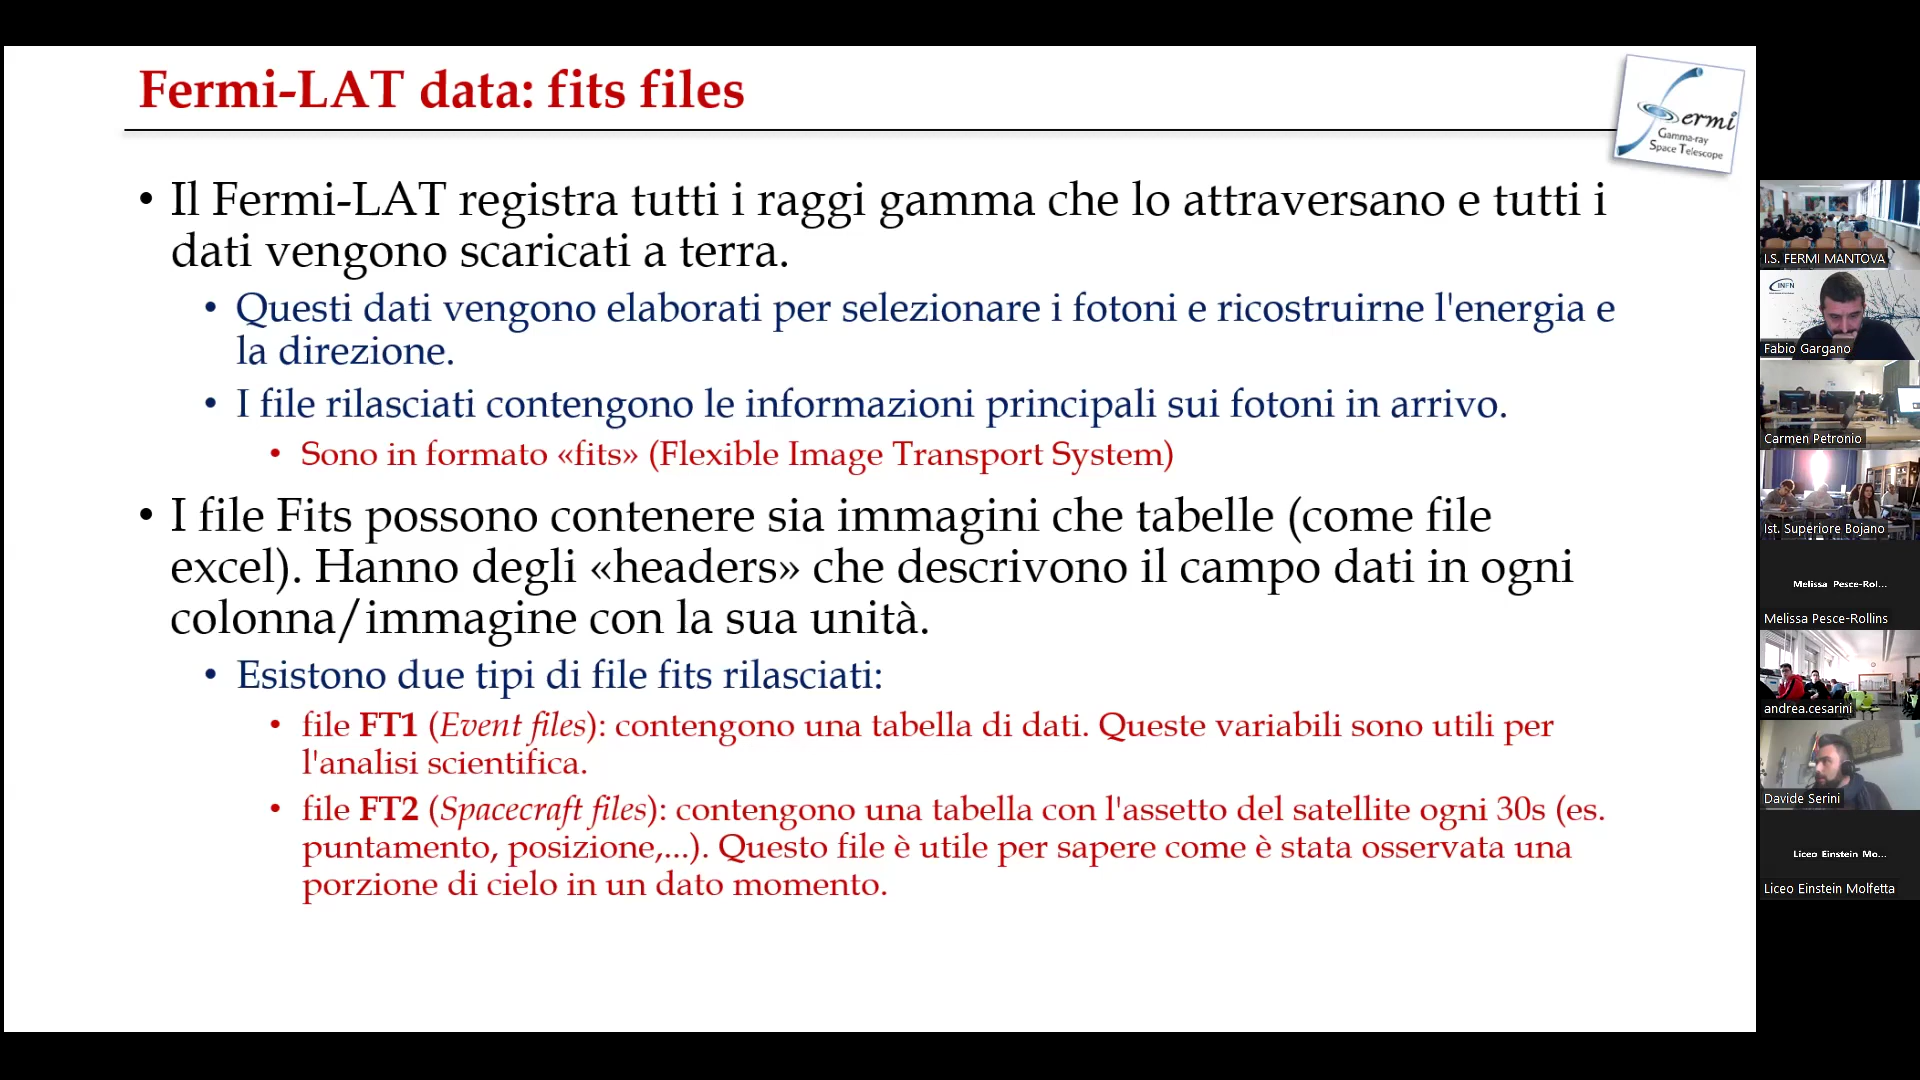 Fermi-LAT data: fits files
Fermi
Gamma-ray
Space Telescope
• Il Fermi-LAT registra tutti i raggi gamma che lo attraversano e tutti i
dati vengono scaricati a terra.
• Questi dati vengono elaborati per selezionare i fotoni e ricostruirne l'energia e
la direzione.
• I file rilasciati contengono le informazioni principali sui fotoni in arrivo.
• Sono in formato «fits» (Flexible Image Transport System)
• I file Fits possono contenere sia immagini che tabelle (come file
excel). Hanno degli «headers» che descrivono il campo dati in ogni
colonna/immagine con la sua unità.
• Esistono due tipi di file fits rilasciati:
• file FT1 (Event files): contengono una tabella di dati. Queste variabili sono utili per
l'analisi scientifica.
• file FT2 (Spacecraft files): contengono una tabella con l'assetto del satellite ogni 30s (es.
puntamento, posizione,...). Questo file è utile per sapere come è stata osservata una
porzione di cielo in un dato momento.
I.S. FERMI MANTOVA
INFN
Fabio Gargano
Carmen Petronio
Ist. Superiore Bojano
Melissa Pesce-Rol...
Melissa Pesce-Rollins
andrea.cesarini
Davide Serini
Liceo Einstein Mo...
Liceo Einstein Molfetta